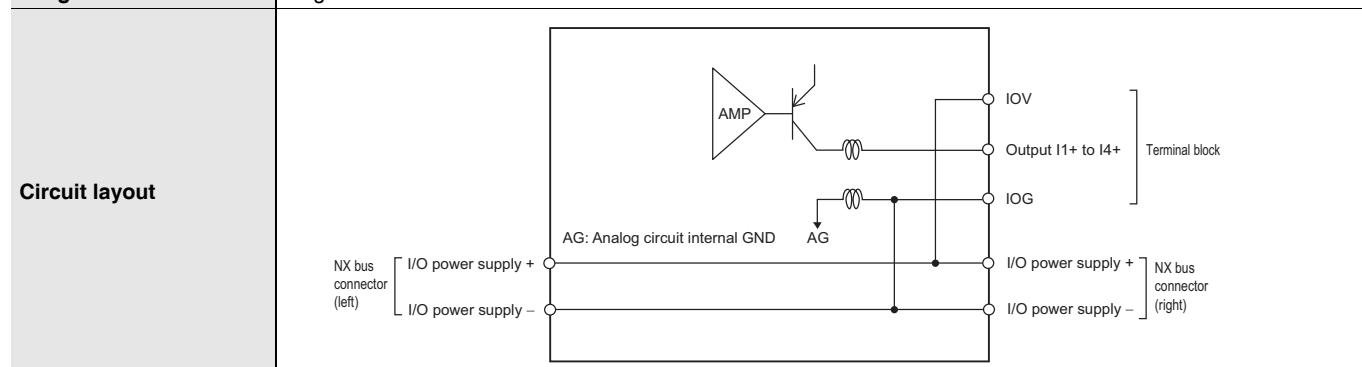 Circuit layout
AMP
IOV
Output I1+ to I4+
Terminal block
IOG
AG: Analog circuit internal GND
AG
NX bus
connector
(left)
I/O power supply +
I/O power supply –
I/O power supply +
I/O power supply –
NX bus
connector
(right)